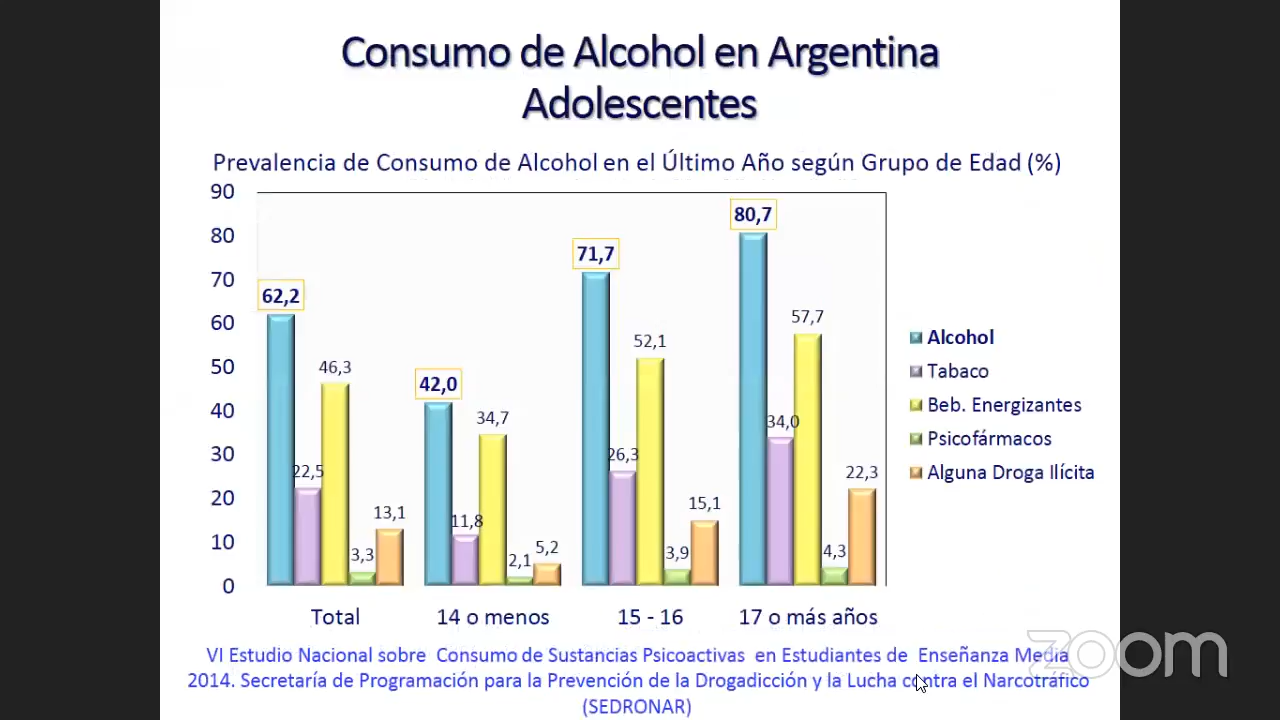 Consumo de Alcohol en Argentina
Adolescentes
Prevalencia de Consumo de Alcohol en el Último Año según Grupo de Edad (%)
90
80
70
60
50
40
30
20
10
0
62,2
22,5
46,3
3,3
13,1
42,0
11,8
34,7
2,1
5,2
71,7
26,3
52,1
3,9
15,1
80,7
34,0
57,7
4,3
22,3
Total
14 o menos
15 - 16
17 o más años
Alcohol
Tabaco
Beb. Energizantes
Psicofármacos
Alguna Droga Ilícita
VI Estudio Nacional sobre Consumo de Sustancias Psicoactivas en Estudiantes de Enseñanza Media
2014. Secretaría de Programación para la Prevención de la Drogadicción y la Lucha contra el Narcotráfico
(SEDRONAR)
zoom